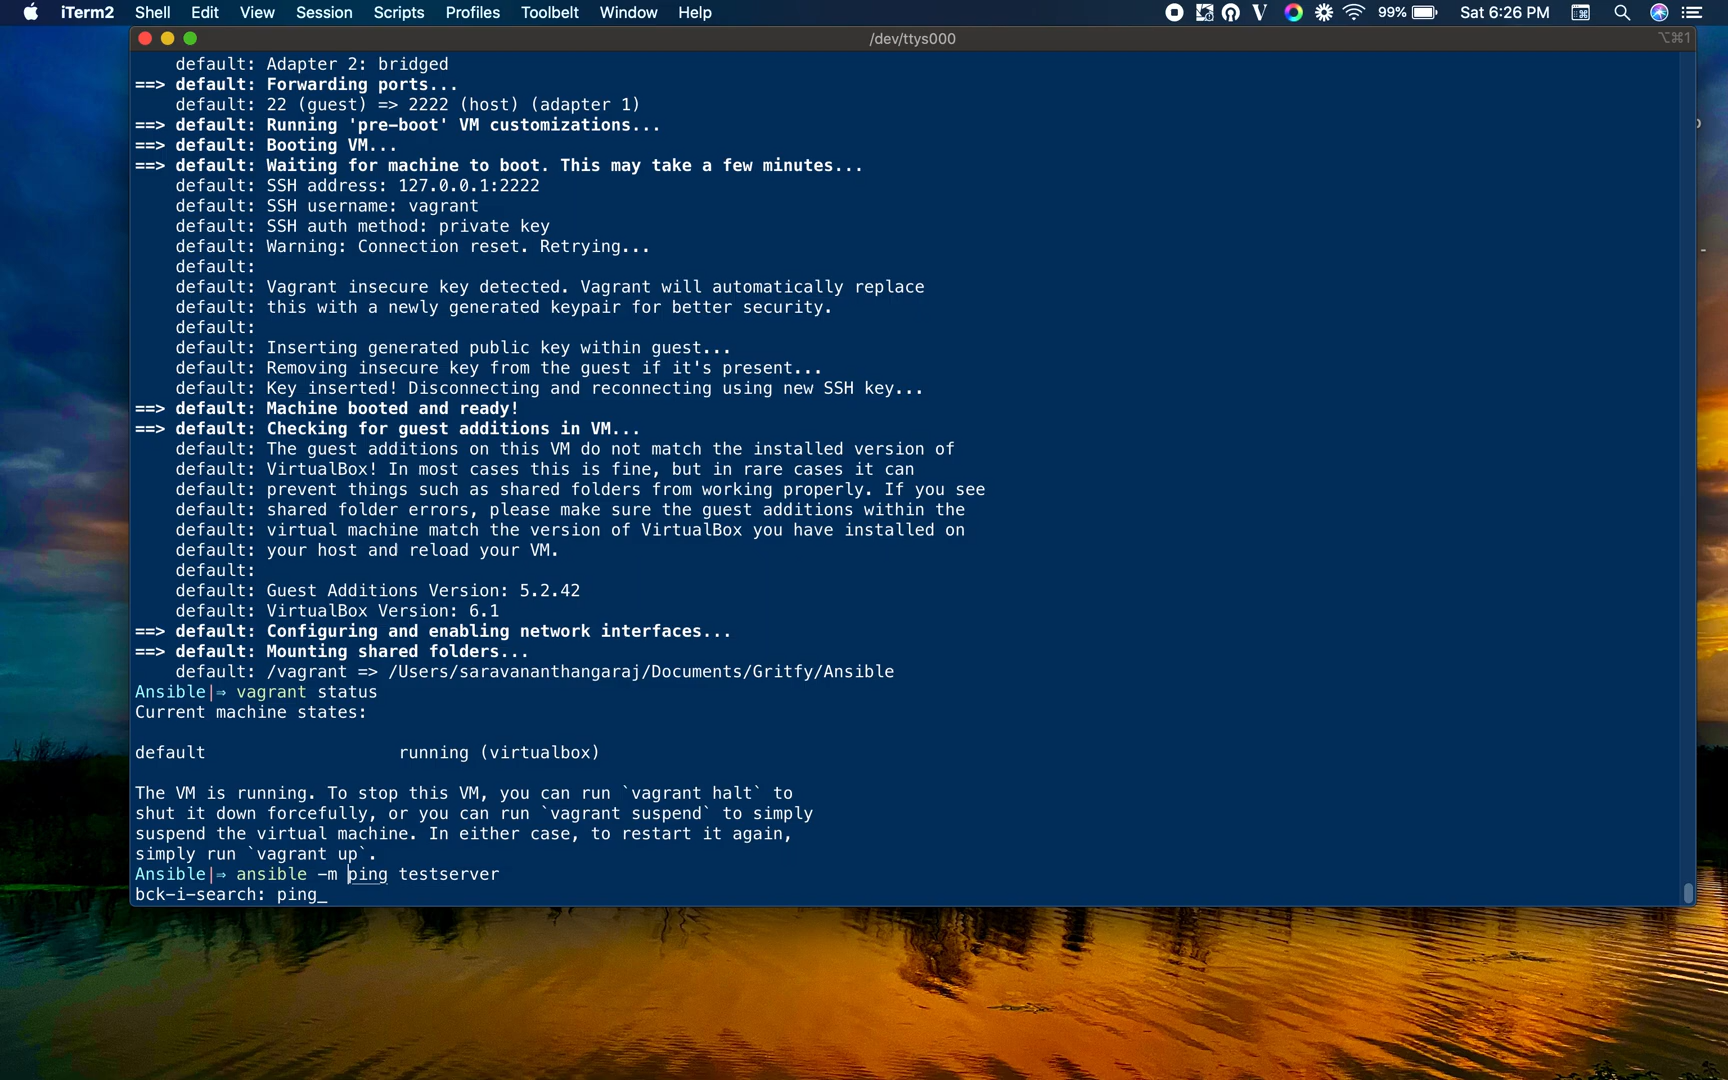 iTerm2 Shell Edit View Session Scripts Profiles Toolbelt Window Help 99% Sat 6:26 PM
/dev/ttys000 ⌥⌘1
default: Adapter 2: bridged
==> default: Forwarding ports...
default: 22 (guest) => 2222 (host) (adapter 1)
==> default: Running 'pre-boot' VM customizations...
==> default: Booting VM...
==> default: Waiting for machine to boot. This may take a few minutes...
default: SSH address: 127.0.0.1:2222
default: SSH username: vagrant
default: SSH auth method: private key
default: Warning: Connection reset. Retrying...
default:
default: Vagrant insecure key detected. Vagrant will automatically replace
default: this with a newly generated keypair for better security.
default:
default: Inserting generated public key within guest...
default: Removing insecure key from the guest if it's present...
default: Key inserted! Disconnecting and reconnecting using new SSH key...
==> default: Machine booted and ready!
==> default: Checking for guest additions in VM...
default: The guest additions on this VM do not match the installed version of
default: VirtualBox! In most cases this is fine, but in rare cases it can
default: prevent things such as shared folders from working properly. If you see
default: shared folder errors, please make sure the guest additions within the
default: virtual machine match the version of VirtualBox you have installed on
default: your host and reload your VM.
default:
default: Guest Additions Version: 5.2.42
default: VirtualBox Version: 6.1
==> default: Configuring and enabling network interfaces...
==> default: Mounting shared folders...
default: /vagrant => /Users/saravananthangaraj/Documents/Gritfy/Ansible
Ansible|⇒ vagrant status
Current machine states:
default running (virtualbox)
The VM is running. To stop this VM, you can run `vagrant halt` to
shut it down forcefully, or you can run `vagrant suspend` to simply
suspend the virtual machine. In either case, to restart it again,
simply run `vagrant up`.
Ansible|⇒ ansible -m ping testserver
bck-i-search: ping_